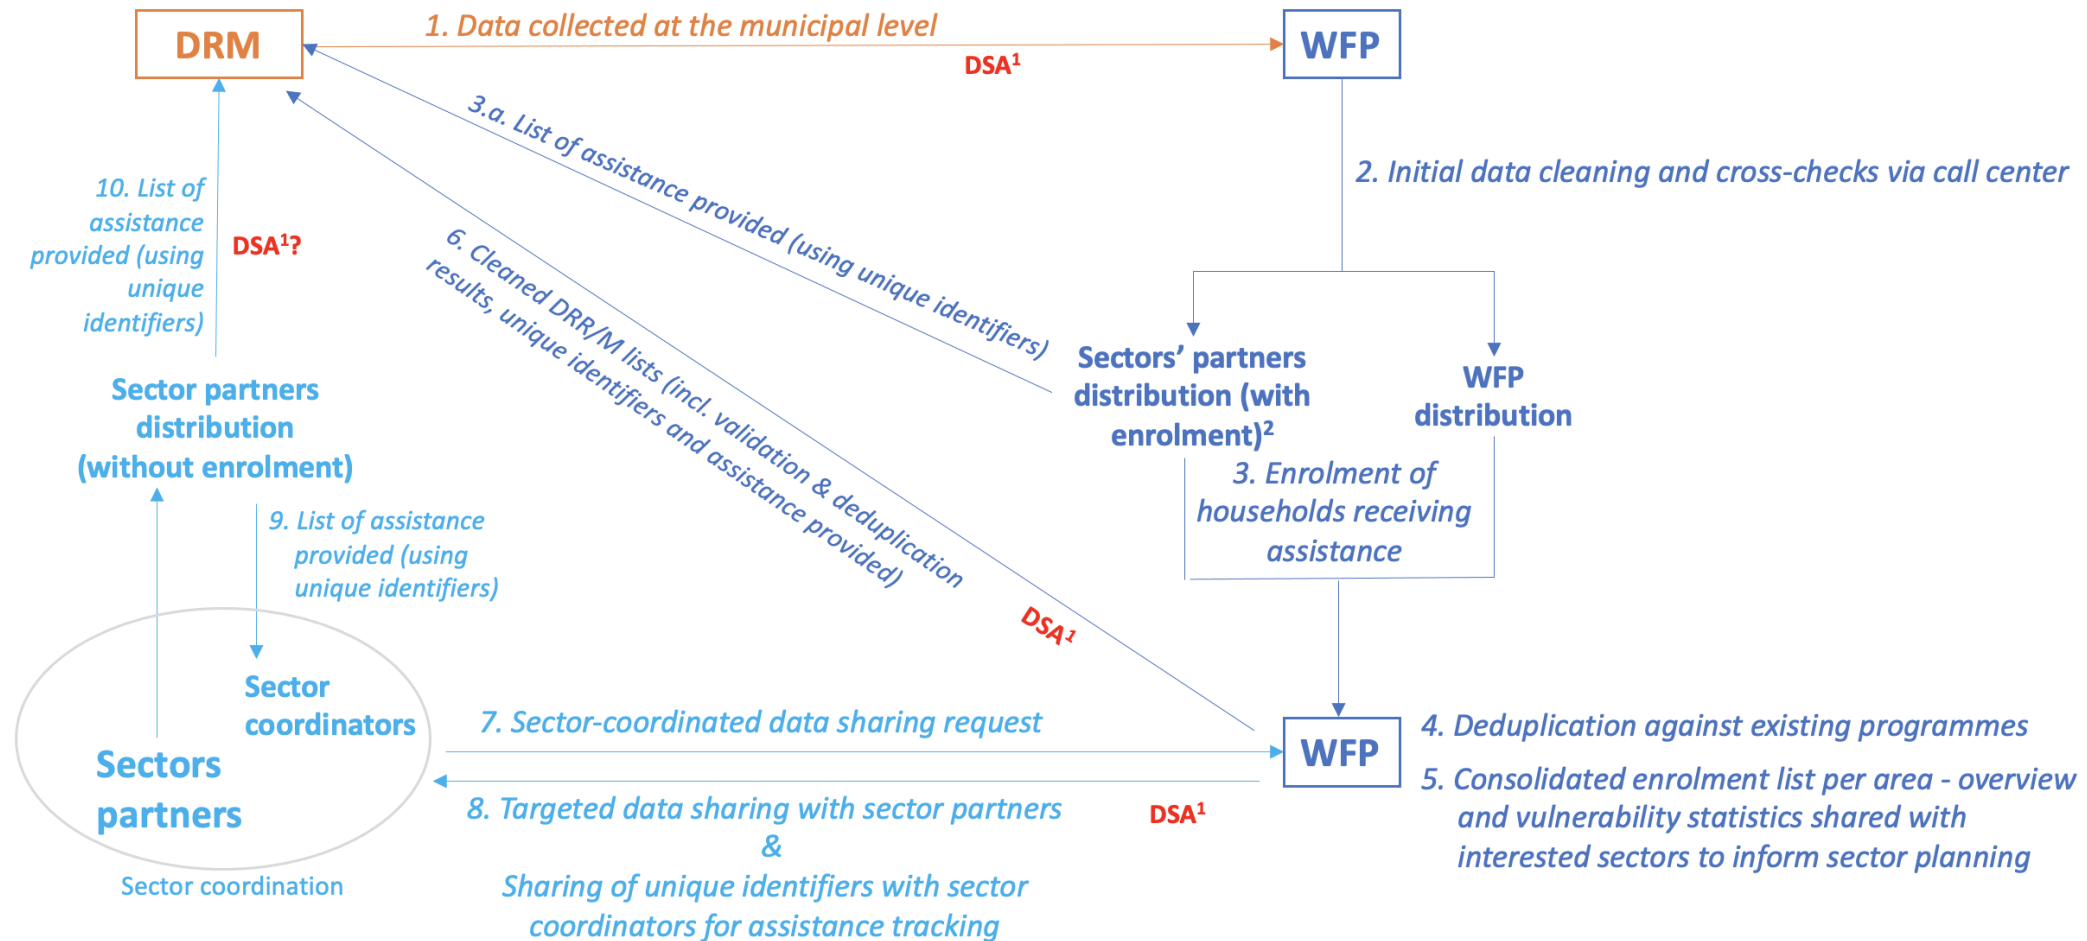 DRM
1. Data collected at the municipal level
DSA¹
WFP
2. Initial data cleaning and cross-checks via call center
3.a. List of assistance provided (using unique identifiers)
6. Cleaned DRR/M lists (incl. validation & deduplication
results, unique identifiers and assistance provided)
DSA¹
10. List of
assistance
provided (using
unique
identifiers)
DSA¹?
Sectors’ partners
distribution (with
enrolment)²
WFP
distribution
3. Enrolment of
households receiving
assistance
Sector partners
distribution
(without enrolment)
9. List of assistance
provided (using
unique identifiers)
Sector
coordinators
Sectors
partners
Sector coordination
7. Sector-coordinated data sharing request
WFP
8. Targeted data sharing with sector partners
&
Sharing of unique identifiers with sector
coordinators for assistance tracking
DSA¹
4. Deduplication against existing programmes
5. Consolidated enrolment list per area - overview
and vulnerability statistics shared with
interested sectors to inform sector planning